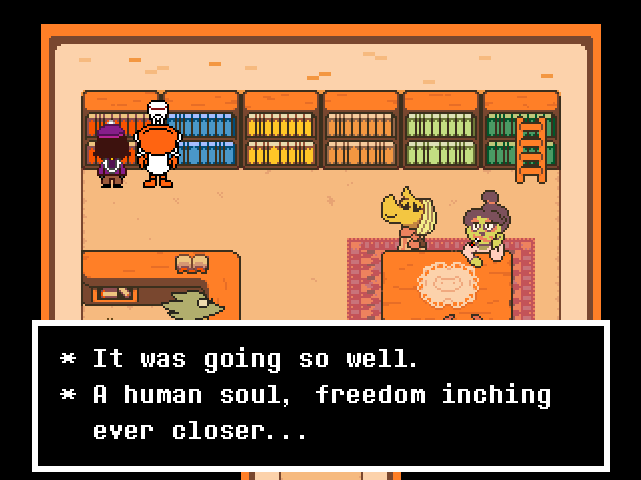 * It was going so well.
* A human soul, freedom inching
ever closer...